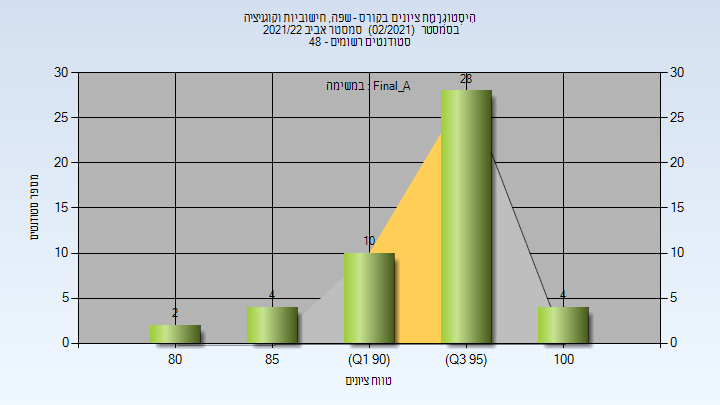 היסטוגרמת ציונים בקורס - שפה, חישוביות וקוגניציה
בסמסטר (02/2021) סמסטר אביב 2021/22
סטודנטים רשומים - 48
במשימה : Final_A
30
25
20
15
10
5
0
30
25
20
15
10
5
0
2
4
10
28
4
80
85
(Q1 90)
(Q3 95)
100
מספר סטודנטים
טווח ציונים